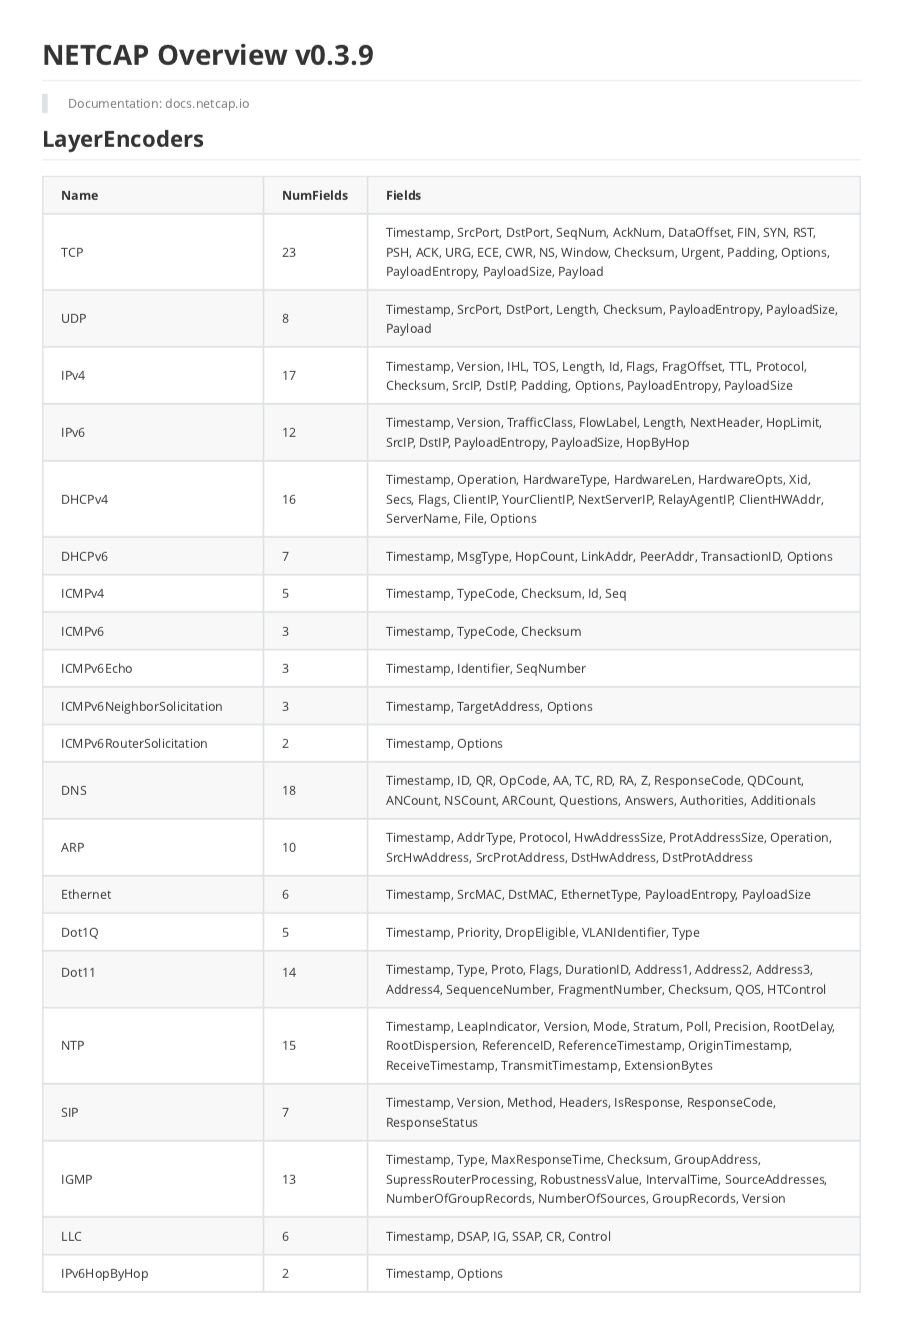 NETCAP Overview v0.3.9
Documentation: docs.netcap.io
LayerEncoders
Name NumFields Fields
Timestamp, SrcPort, DstPort, SeqNum, AckNum, DataOffset, FIN, SYN, RST,
TCP 23 PSH, ACK, URG, ECE, CWR, NS, Window, Checksum, Urgent, Padding, Options,
PayloadEntropy, PayloadSize, Payload
UDP 8 Timestamp, SrcPort, DstPort, Length, Checksum, PayloadEntropy, PayloadSize,
Payload
IPv4 17 Timestamp, Version, IHL, TOS, Length, Id, Flags, FragOffset, TTL, Protocol,
Checksum, SrcIP, DstIP, Padding, Options, PayloadEntropy, PayloadSize
IPv6 12 Timestamp, Version, TrafficClass, FlowLabel, Length, NextHeader, HopLimit,
SrcIP, DstIP, PayloadEntropy, PayloadSize, HopByHop
Timestamp, Operation, HardwareType, HardwareLen, HardwareOpts, Xid,
DHCPv4 16 Secs, Flags, ClientIP, YourClientIP, NextServerIP, RelayAgentIP, ClientHWAddr,
ServerName, File, Options
DHCPv6 7 Timestamp, MsgType, HopCount, LinkAddr, PeerAddr, TransactionID, Options
ICMPv4 5 Timestamp, TypeCode, Checksum, Id, Seq
ICMPv6 3 Timestamp, TypeCode, Checksum
ICMPv6Echo 3 Timestamp, Identifier, SeqNumber
ICMPv6NeighborSolicitation 3 Timestamp, TargetAddress, Options
ICMPv6RouterSolicitation 2 Timestamp, Options
DNS 18 Timestamp, ID, QR, OpCode, AA, TC, RD, RA, Z, ResponseCode, QDCount,
ANCount, NSCount, ARCount, Questions, Answers, Authorities, Additionals
ARP 10 Timestamp, AddrType, Protocol, HwAddressSize, ProtAddressSize, Operation,
SrcHwAddress, SrcProtAddress, DstHwAddress, DstProtAddress
Ethernet 6 Timestamp, SrcMAC, DstMAC, EthernetType, PayloadEntropy, PayloadSize
Dot1Q 5 Timestamp, Priority, DropEligible, VLANIdentifier, Type
Dot11 14 Timestamp, Type, Proto, Flags, DurationID, Address1, Address2, Address3,
Address4, SequenceNumber, FragmentNumber, Checksum, QOS, HTControl
Timestamp, LeapIndicator, Version, Mode, Stratum, Poll, Precision, RootDelay,
NTP 15 RootDispersion, ReferenceID, ReferenceTimestamp, OriginTimestamp,
ReceiveTimestamp, TransmitTimestamp, ExtensionBytes
SIP 7 Timestamp, Version, Method, Headers, IsResponse, ResponseCode,
ResponseStatus
Timestamp, Type, MaxResponseTime, Checksum, GroupAddress,
IGMP 13 SupressRouterProcessing, RobustnessValue, IntervalTime, SourceAddresses,
NumberOfGroupRecords, NumberOfSources, GroupRecords, Version
LLC 6 Timestamp, DSAP, IG, SSAP, CR, Control
IPv6HopByHop 2 Timestamp, Options